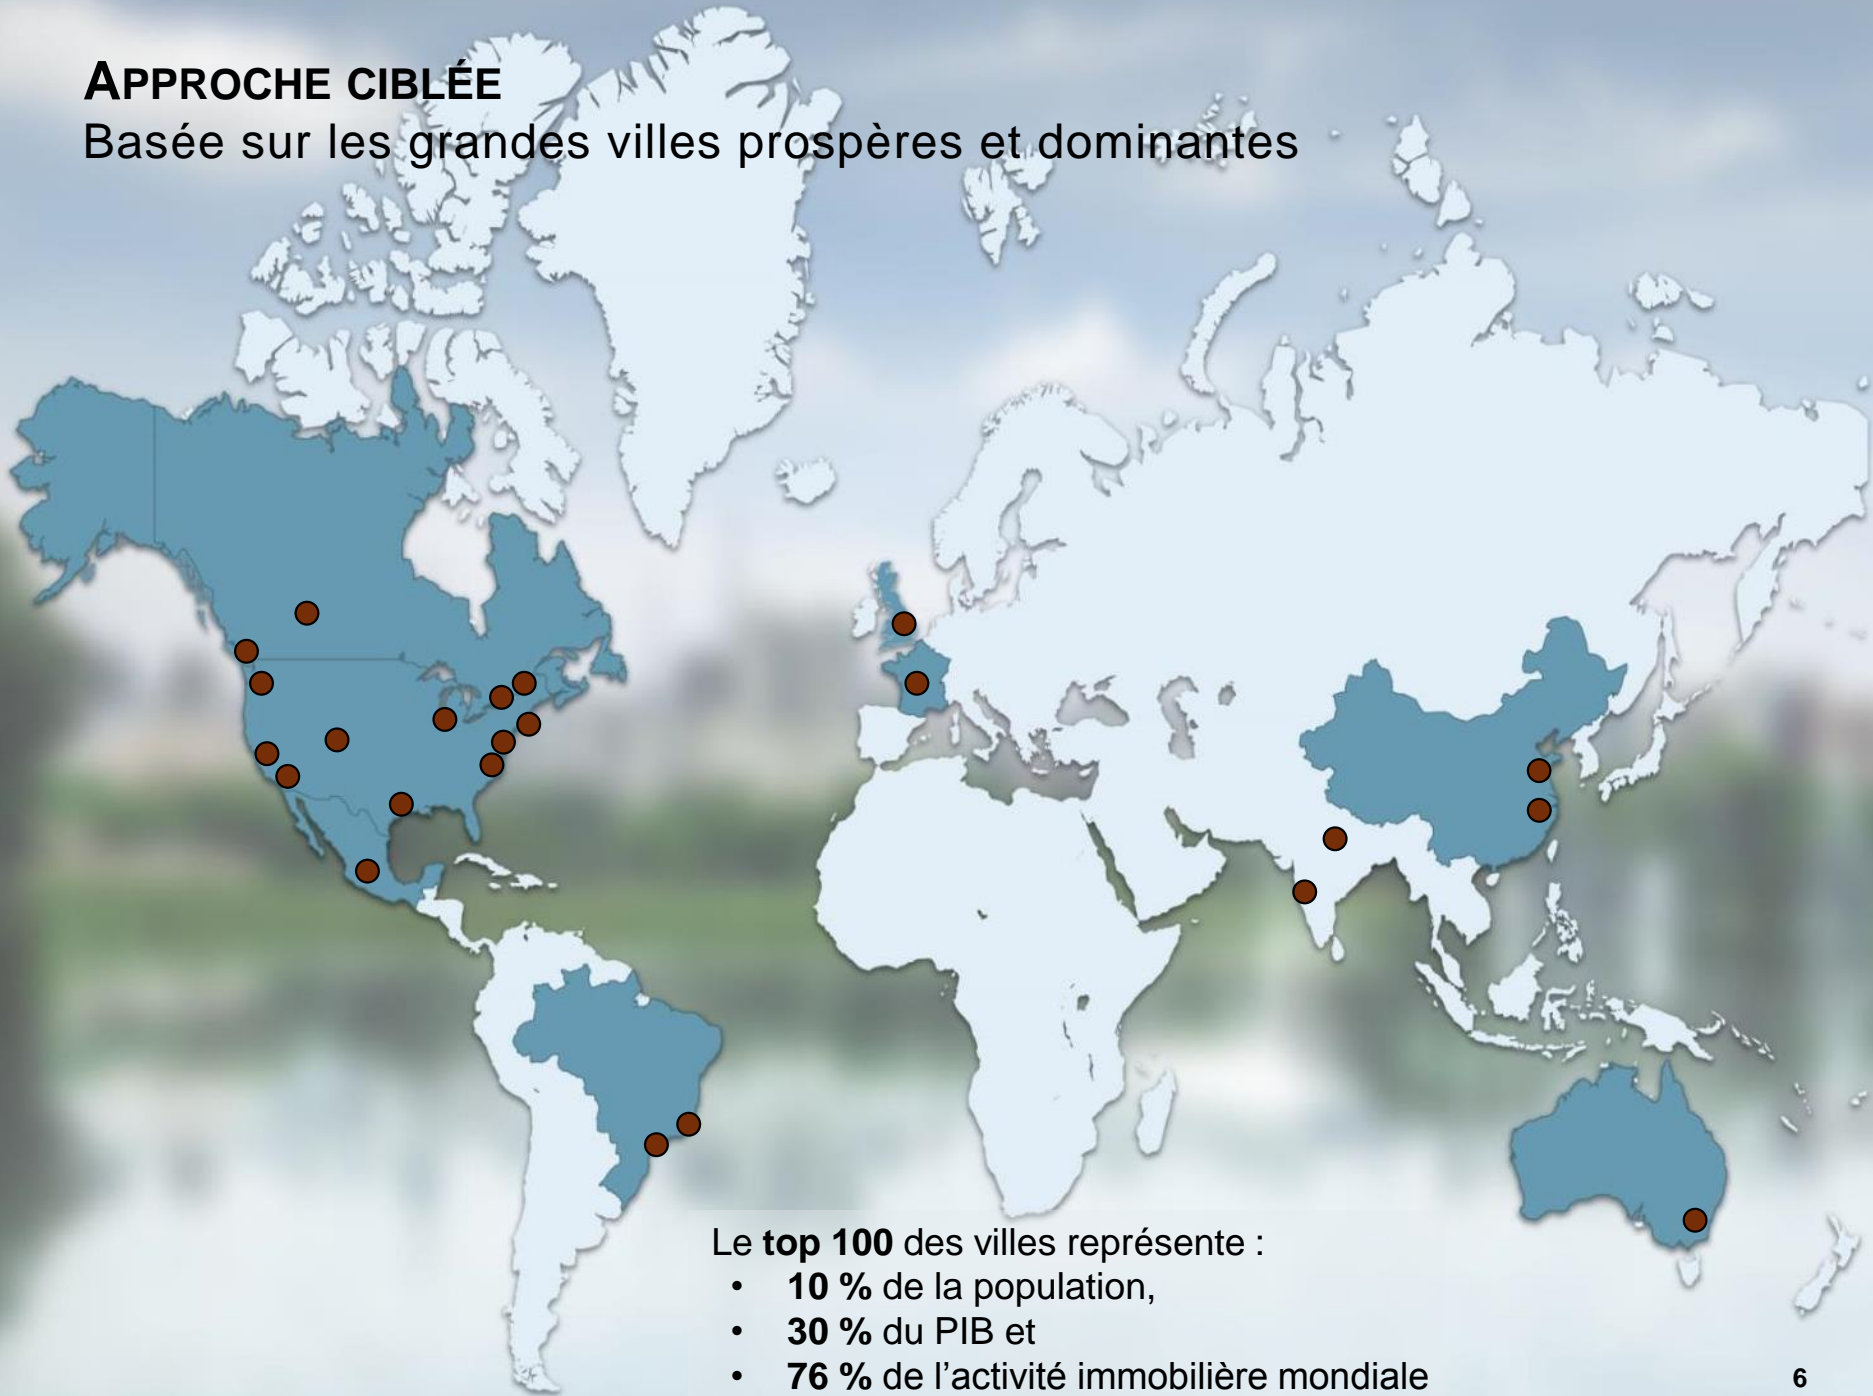 APPROCHE CIBLÉE
Basée sur les grandes villes prospères et dominantes
Le top 100 des villes représente :
• 10 % de la population,
• 30 % du PIB et
• 76 % de l’activité immobilière mondiale
6